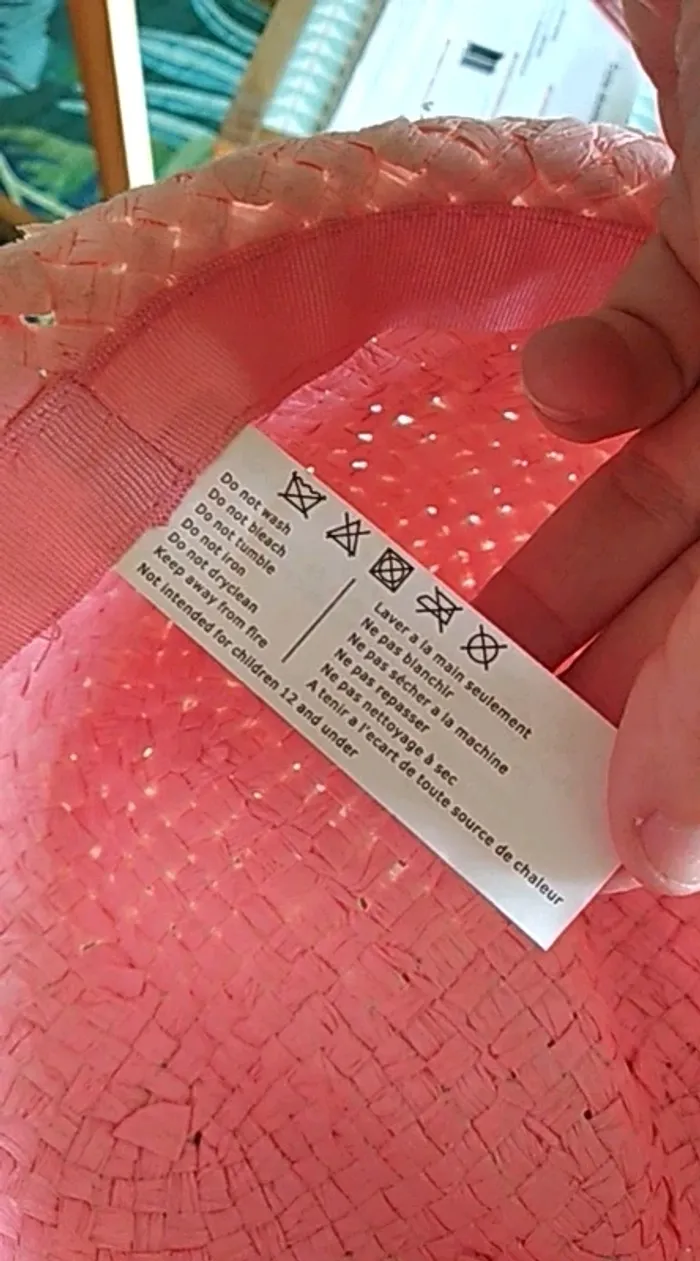 Do not wash
Do not bleach
Do not tumble
Do not iron
Do not dryclean
Keep away from fire
Not intended for children 12 and under
Laver a la main seulement
Ne pas blanchir
Ne pas sécher a la machine
Ne pas repasser
Ne pas nettoyage à sec
A tenir a l'ecart de toute source de chaleur